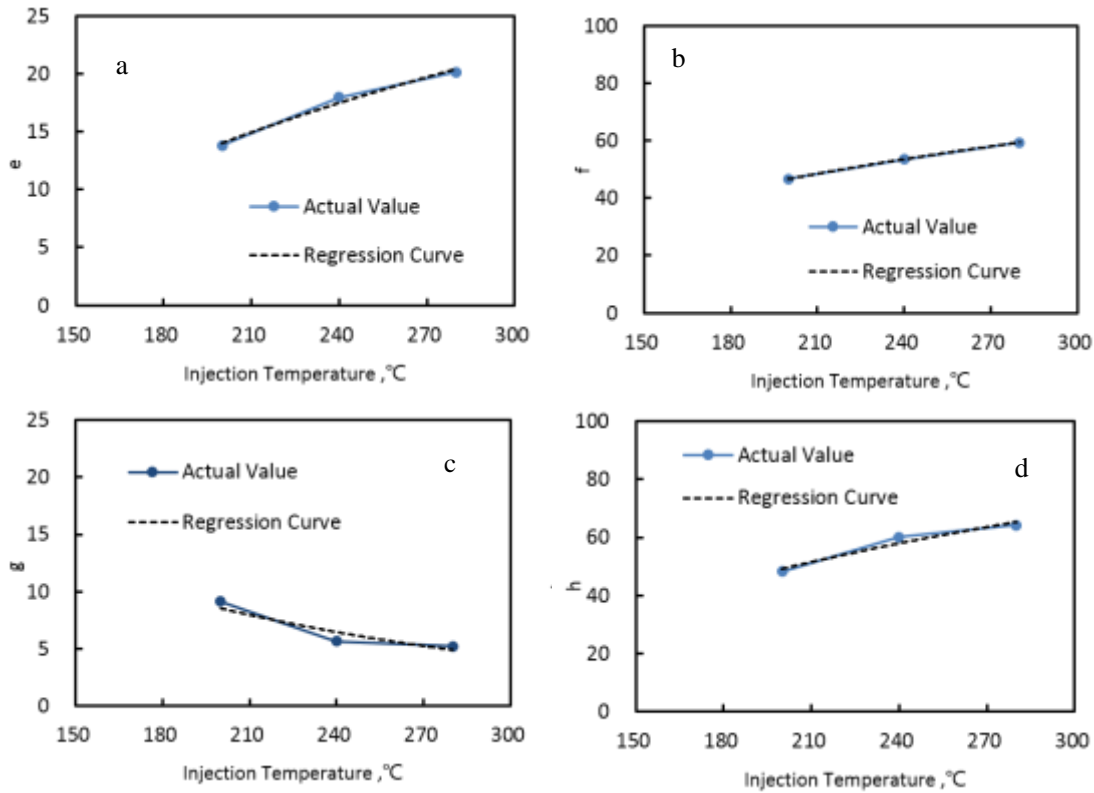 25
20
15
10
5
0
e
a
Actual Value
Regression Curve
150 180 210 240 270 300
Injection Temperature ,℃
100
80
60
40
20
0
f
b
Actual Value
Regression Curve
150 180 210 240 270 300
Injection Temperature ,℃
25
20
15
10
5
0
g
c
Actual Value
Regression Curve
150 180 210 240 270 300
Injection Temperature ,℃
100
80
60
40
20
0
h
d
Actual Value
Regression Curve
150 180 210 240 270 300
Injection Temperature ,℃